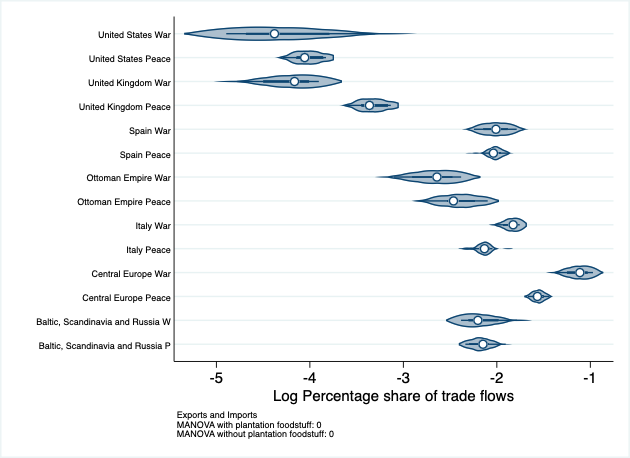 United States War
United States Peace
United Kingdom War
United Kingdom Peace
Spain War
Spain Peace
Ottoman Empire War
Ottoman Empire Peace
Italy War
Italy Peace
Central Europe War
Central Europe Peace
Baltic, Scandinavia and Russia W
Baltic, Scandinavia and Russia P
-5 -4 -3 -2 -1
Log Percentage share of trade flows
Exports and Imports
MANOVA with plantation foodstuff: 0
MANOVA without plantation foodstuff: 0